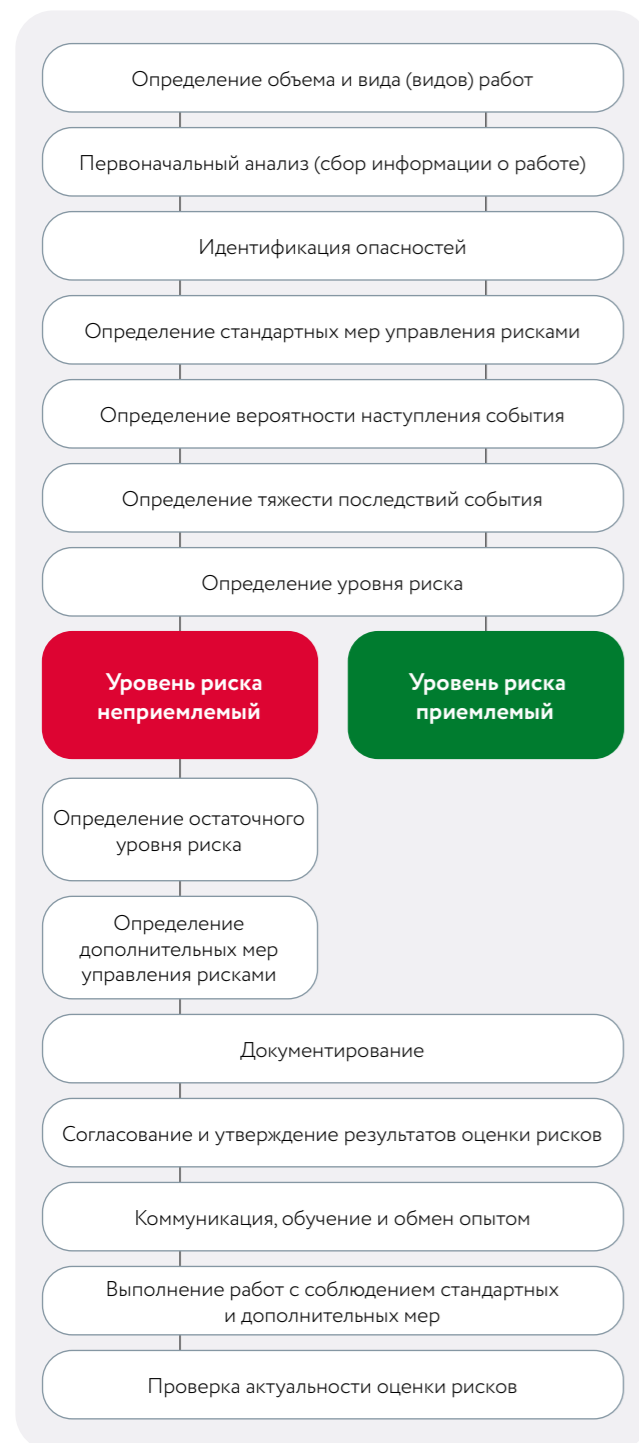 Определение объема и вида (видов) работ
Первоначальный анализ (сбор информации о работе)
Идентификация опасностей
Определение стандартных мер управления рисками
Определение вероятности наступления события
Определение тяжести последствий события
Определение уровня риска
Уровень риска
неприемлемый
Уровень риска
приемлемый
Определение остаточного
уровня риска
Определение
дополнительных мер
управления рисками
Документирование
Согласование и утверждение результатов оценки рисков
Коммуникация, обучение и обмен опытом
Выполнение работ с соблюдением стандартных
и дополнительных мер
Проверка актуальности оценки рисков